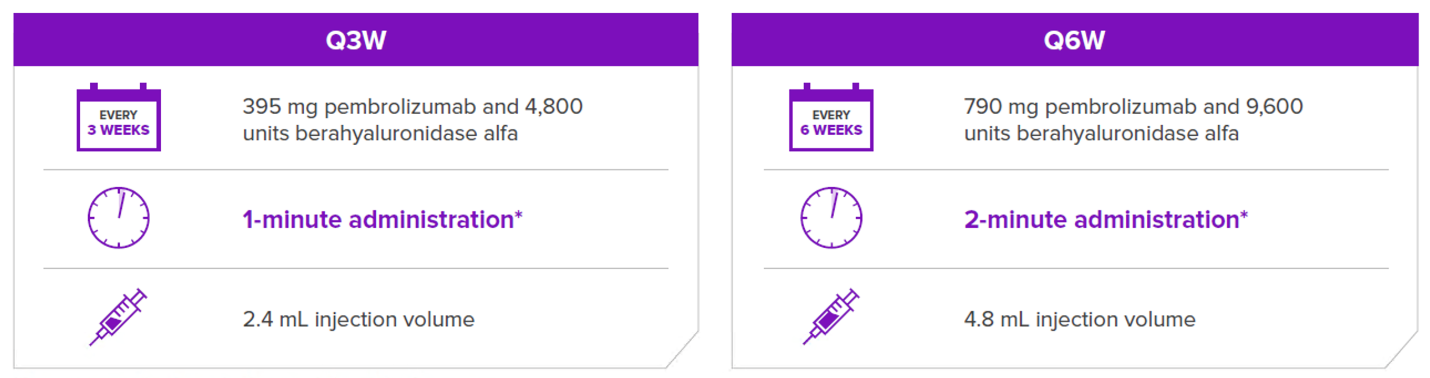 Q3W
EVERY
3 WEEKS
395 mg pembrolizumab and 4,800
units berahyaluronidase alfa
1-minute administration*
2.4 mL injection volume
Q6W
EVERY
6 WEEKS
790 mg pembrolizumab and 9,600
units berahyaluronidase alfa
2-minute administration*
4.8 mL injection volume